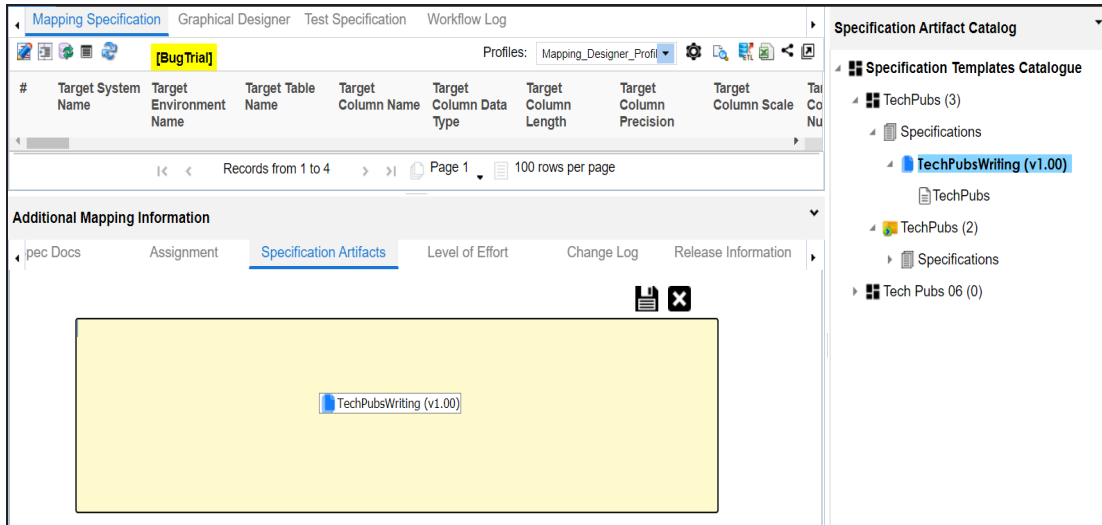 Mapping Specification Graphical Designer Test Specification Workflow Log
[BugTrial] Profiles: Mapping_Designer_Profil
# Target System Name Target Environment Name Target Table Name Target Column Name Target Column Data Type Target Column Length Target Column Precision Target Column Scale Tar Co Nu
Records from 1 to 4 Page 1 100 rows per page
Additional Mapping Information
pec Docs Assignment Specification Artifacts Level of Effort Change Log Release Information
TechPubsWriting (v1.00)
Specification Artifact Catalog
Specification Templates Catalogue
TechPubs (3)
Specifications
TechPubsWriting (v1.00)
TechPubs
TechPubs (2)
Specifications
Tech Pubs 06 (0)